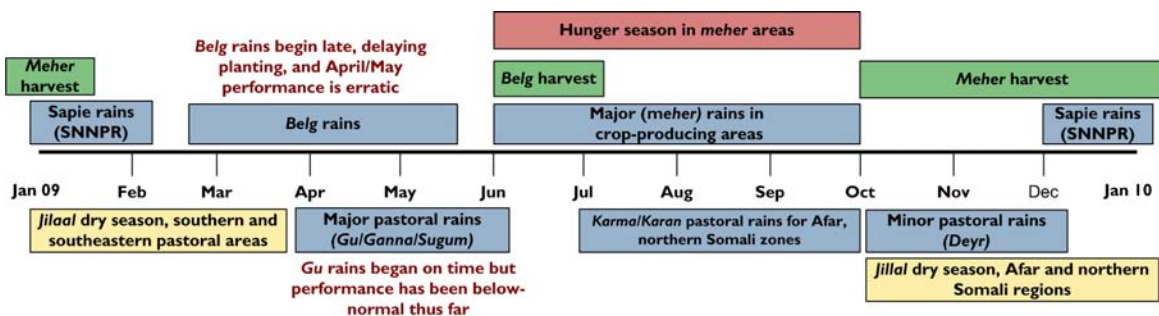 Hunger season in meher areas
Belg rains begin late, delaying
planting, and April/May
performance is erratic
Meher
harvest
Belg harvest
Meher harvest
Sapie rains
(SNNPR)
Belg rains
Major (meher) rains in
crop-producing areas
Sapie rains
(SNNPR)
Jan 09 Feb Mar Apr May Jun Jul Aug Sep Oct Nov Dec Jan 10
Jilaal dry season, southern and
southeastern pastoral areas
Major pastoral rains
(Gu/Ganna/Sugum)
Karma/Karan pastoral rains for Afar,
northern Somali zones
Minor pastoral rains
(Deyr)
Gu rains began on time but
performance has been below-
normal thus far
Jillal dry season, Afar and northern
Somali regions